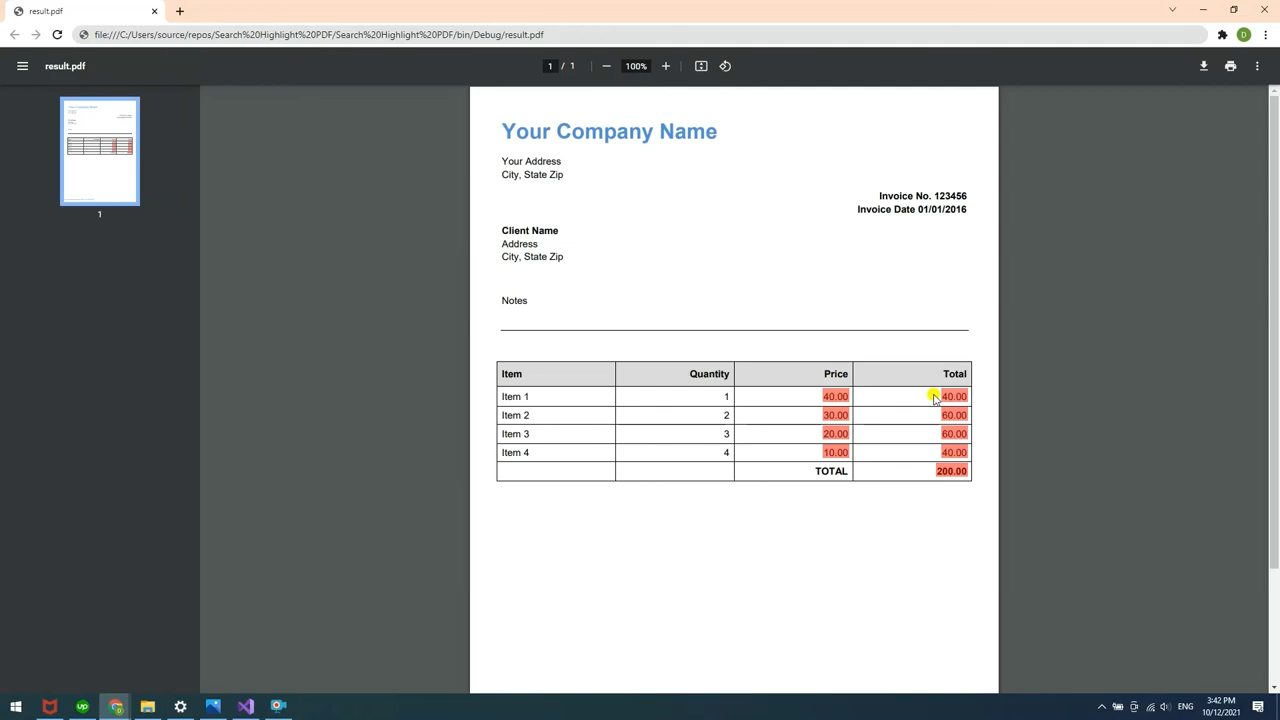 result.pdf
file:///C:/Users/source/repos/Search%20Highlight%20PDF/Search%20Highlight%20PDF/bin/Debug/result.pdf
D
result.pdf
1 / 1
100%
1
Your Company Name
Your Address
City, State Zip
Invoice No. 123456
Invoice Date 01/01/2016
Client Name
Address
City, State Zip
Notes
Item Quantity Price Total
Item 1 1 40.00 40.00
Item 2 2 30.00 60.00
Item 3 3 20.00 60.00
Item 4 4 10.00 40.00
TOTAL 200.00
up
ENG
3:42 PM
10/12/2021